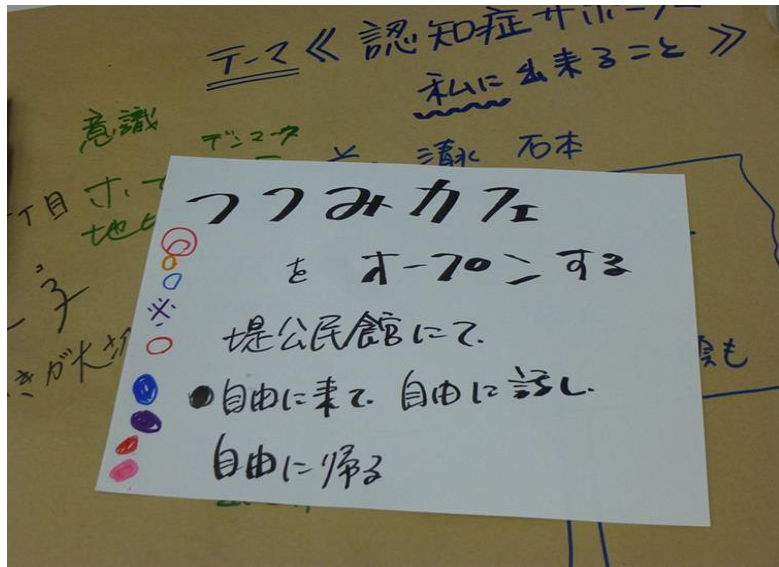 テーマ《認知症サポーター
私に出来ること》
意識
デンマーク
清水 石本
丁目
つつみカフェ
を オープンする
※
堤公民館にて.
●自由に来て. 自由に話し.
自由に帰る